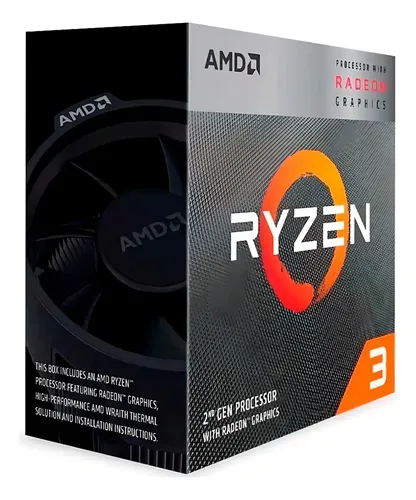 AMD
AMD
THIS BOX INCLUDES AN AMD RYZEN™
PROCESSOR FEATURING RADEON™ GRAPHICS,
HIGH-PERFORMANCE AMD WRAITH THERMAL
SOLUTION AND INSTALLATION INSTRUCTIONS.
AMD
PROCESSOR WITH
RADEON
GRAPHICS
RYZEN
3
2ND GEN PROCESSOR
WITH RADEON™ GRAPHICS